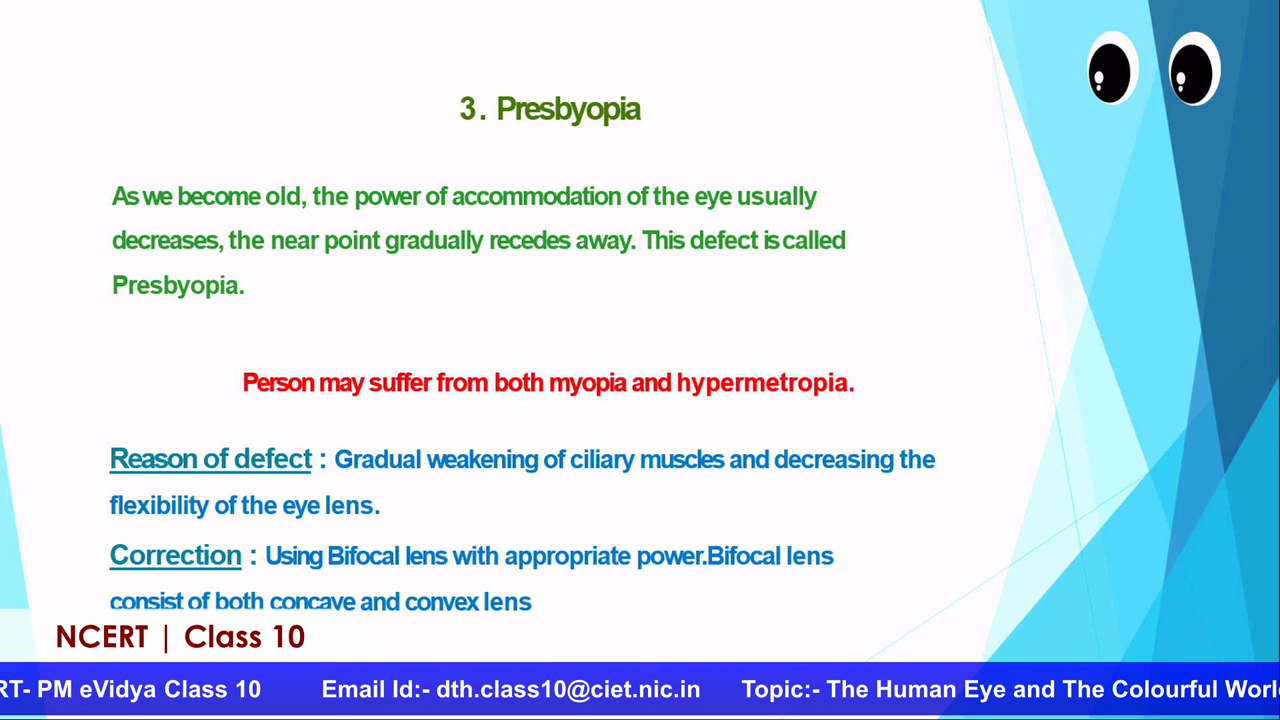 3. Presbyopia
As we become old, the power of accommodation of the eye usually
decreases, the near point gradually recedes away. This defect is called
Presbyopia.
Person may suffer from both myopia and hypermetropia.
Reason of defect : Gradual weakening of ciliary muscles and decreasing the
flexibility of the eye lens.
Correction : Using Bifocal lens with appropriate power.Bifocal lens
consist of both concave and convex lens
NCERT | Class 10
RT- PM eVidya Class 10 Email Id:- dth.class10@ciet.nic.in Topic:- The Human Eye and The Colourful World